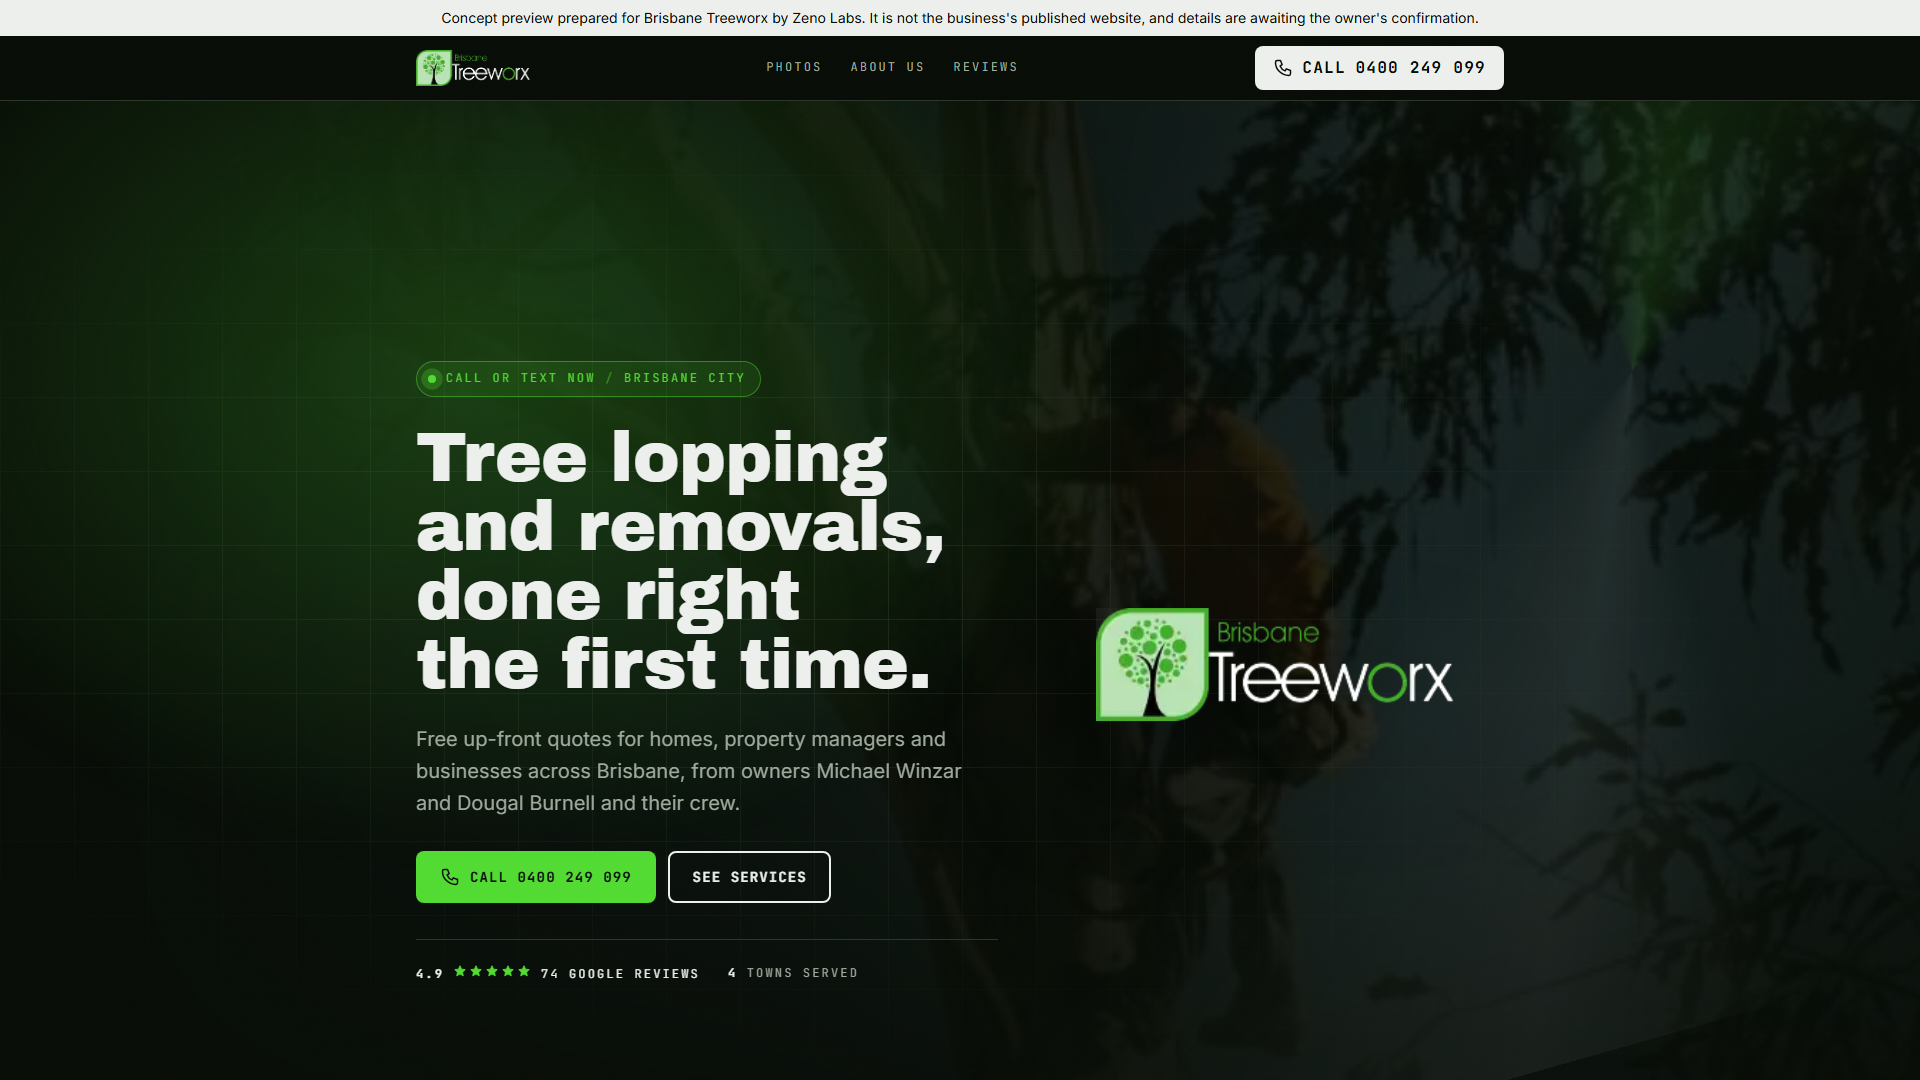 Concept preview prepared for Brisbane Treeworx by Zeno Labs. It is not the business's published website, and details are awaiting the owner's confirmation.
Brisbane
Treeworx
PHOTOS
ABOUT US
REVIEWS
CALL 0400 249 099
CALL OR TEXT NOW / BRISBANE CITY
Tree lopping
and removals,
done right
the first time.
Brisbane
Treeworx
Free up-front quotes for homes, property managers and
businesses across Brisbane, from owners Michael Winzar
and Dougal Burnell and their crew.
CALL 0400 249 099
SEE SERVICES
4.9
74 GOOGLE REVIEWS
4 TOWNS SERVED